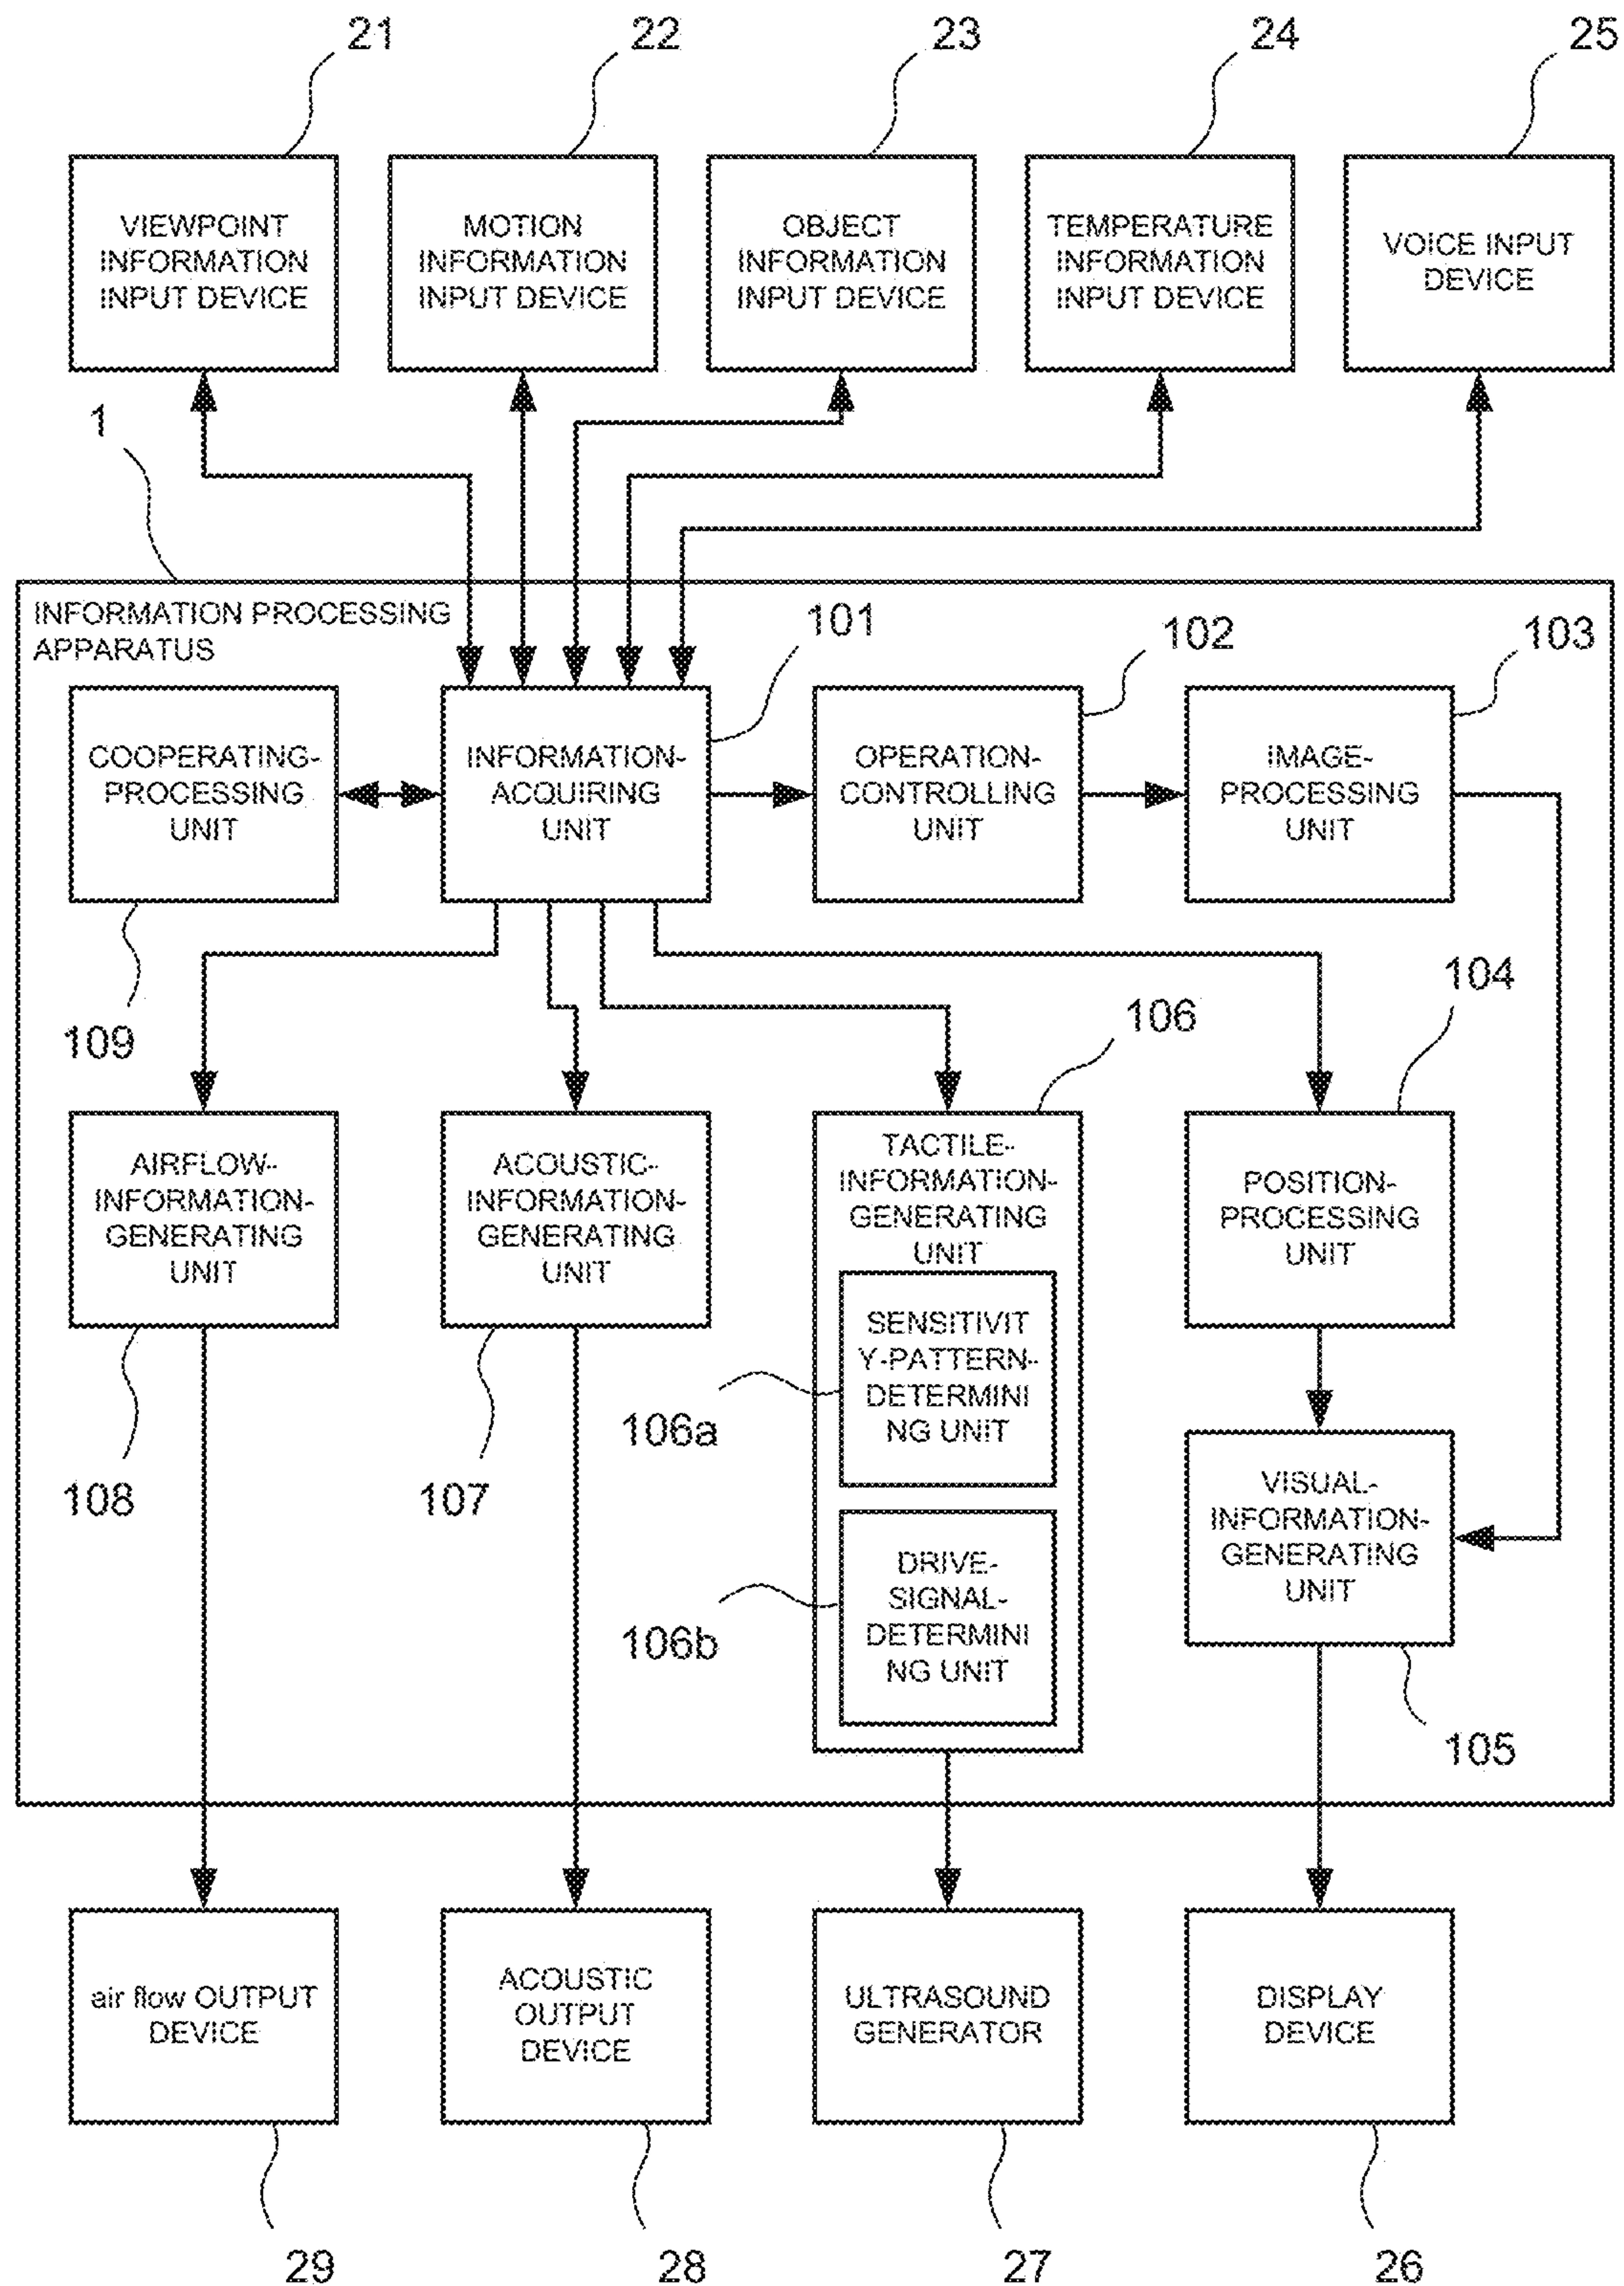 21
22
23
24
25
VIEWPOINT
INFORMATION
INPUT DEVICE
MOTION
INFORMATION
INPUT DEVICE
OBJECT
INFORMATION
INPUT DEVICE
TEMPERATURE
INFORMATION
INPUT DEVICE
VOICE INPUT
DEVICE
1
INFORMATION PROCESSING
APPARATUS
101
102
103
COOPERATING-
PROCESSING
UNIT
INFORMATION-
ACQUIRING
UNIT
OPERATION-
CONTROLLING
UNIT
IMAGE-
PROCESSING
UNIT
109
106
104
AIRFLOW-
INFORMATION-
GENERATING
UNIT
ACOUSTIC-
INFORMATION-
GENERATING
UNIT
TACTILE-
INFORMATION-
GENERATING
UNIT
POSITION-
PROCESSING
UNIT
SENSITIVIT
Y-PATTERN-
DETERMINI
NG UNIT
106a
108
107
VISUAL-
INFORMATION-
GENERATING
UNIT
DRIVE-
SIGNAL-
DETERMINI
NG UNIT
106b
105
air flow OUTPUT
DEVICE
ACOUSTIC
OUTPUT
DEVICE
ULTRASOUND
GENERATOR
DISPLAY
DEVICE
29
28
27
26